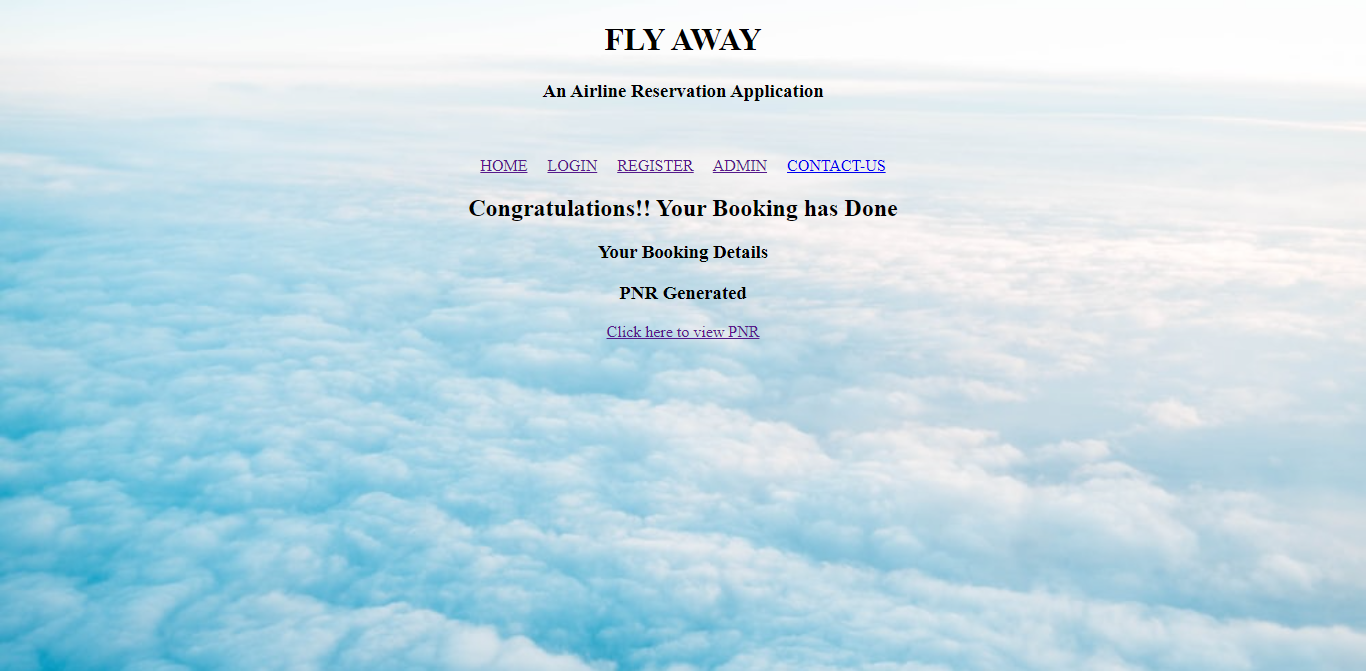 FLY AWAY
An Airline Reservation Application
HOME LOGIN REGISTER ADMIN CONTACT-US
Congratulations!! Your Booking has Done
Your Booking Details
PNR Generated
Click here to view PNR